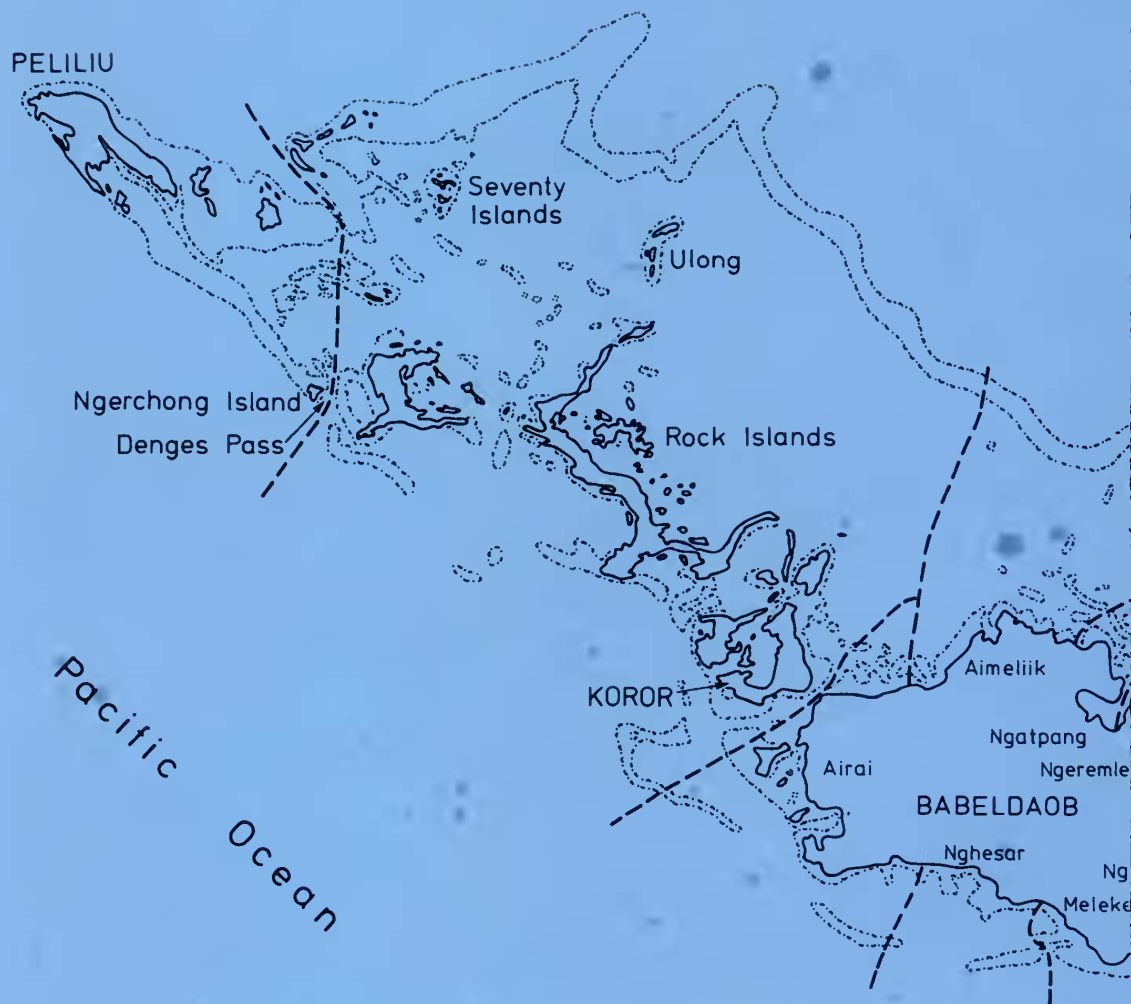 PELILIU
Seventy
Islands
Ulong
Ngerchong Island
Denges Pass
Rock Islands
Pacific Ocean
KOROR
Aimeliik
Ngatpang
Ngeremle
Airai
BABELDAOB
Nghesar
Ng
Meleke